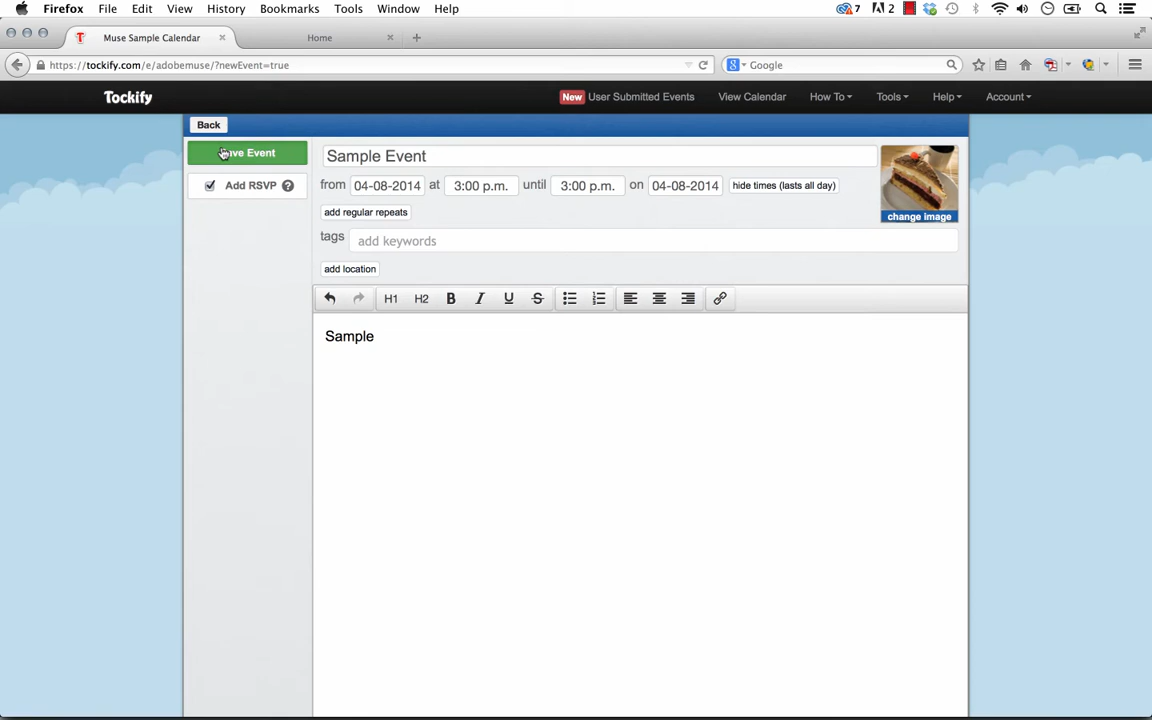 Firefox File Edit View History Bookmarks Tools Window Help 7 2
Muse Sample Calendar Home
https://tockify.com/e/adobemuse/?newEvent=true Google
Tockify New User Submitted Events View Calendar How To Tools Help Account
Back
Event Sample Event
from 04-08-2014 at 3:00 p.m. until 3:00 p.m. on 04-08-2014 hide times (lasts all day)
Add RSVP ?
add regular repeats change image
tags add keywords
add location
H1 H2 B I U S
Sample